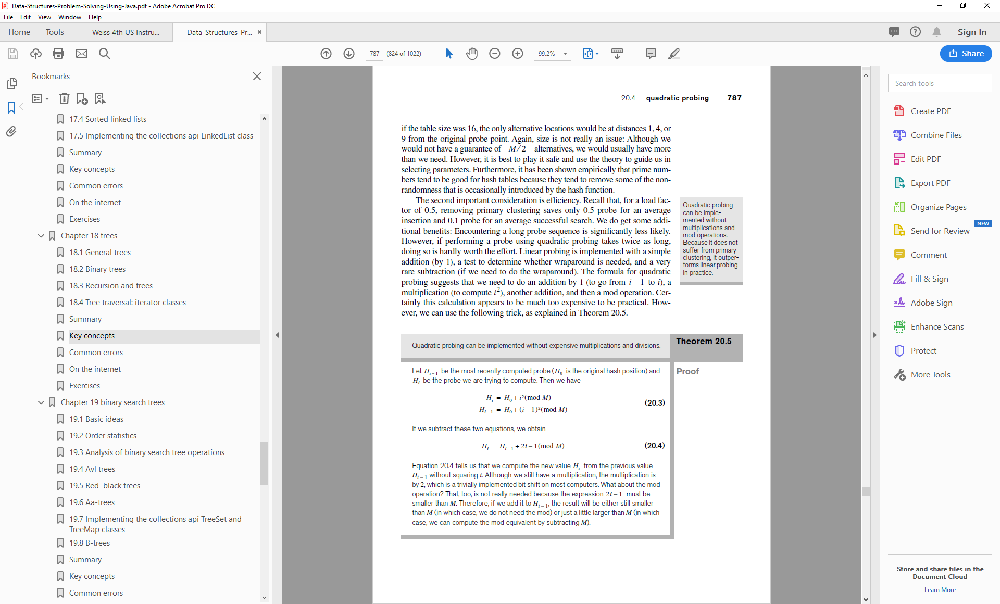 Data-Structures-Problem-Solving-Using-Java.pdf - Adobe Acrobat Pro DC
File Edit View Window Help
Home Tools Weiss 4th US Instru... Data-Structures-Pr... ×
Sign In
787 (824 of 1022) 99.2%
Share
Bookmarks
17.4 Sorted linked lists
17.5 Implementing the collections api LinkedList class
Summary
Key concepts
Common errors
On the internet
Exercises
Chapter 18 trees
18.1 General trees
18.2 Binary trees
18.3 Recursion and trees
18.4 Tree traversal: iterator classes
Summary
Key concepts
Common errors
On the internet
Exercises
Chapter 19 binary search trees
19.1 Basic ideas
19.2 Order statistics
19.3 Analysis of binary search tree operations
19.4 Avl trees
19.5 Red–black trees
19.6 Aa-trees
19.7 Implementing the collections api TreeSet and
TreeMap classes
19.8 B-trees
Summary
Key concepts
Common errors
20.4 quadratic probing 787
if the table size was 16, the only alternative locations would be at distances 1, 4, or
9 from the original probe point. Again, size is not really an issue: Although we
would not have a guarantee of ⌊M/2⌋ alternatives, we would usually have more
than we need. However, it is best to play it safe and use the theory to guide us in
selecting parameters. Furthermore, it has been shown empirically that prime num-
bers tend to be good for hash tables because they tend to remove some of the non-
randomness that is occasionally introduced by the hash function.
The second important consideration is efficiency. Recall that, for a load fac-
tor of 0.5, removing primary clustering saves only 0.5 probe for an average
insertion and 0.1 probe for an average successful search. We do get some addi-
tional benefits: Encountering a long probe sequence is significantly less likely.
However, if performing a probe using quadratic probing takes twice as long,
doing so is hardly worth the effort. Linear probing is implemented with a simple
addition (by 1), a test to determine whether wraparound is needed, and a very
rare subtraction (if we need to do the wraparound). The formula for quadratic
probing suggests that we need to do an addition by 1 (to go from i – 1 to i), a
multiplication (to compute i²), another addition, and then a mod operation. Cer-
tainly this calculation appears to be much too expensive to be practical. How-
ever, we can use the following trick, as explained in Theorem 20.5.
Quadratic probing
can be imple-
mented without
multiplications and
mod operations.
Because it does not
suffer from primary
clustering, it outper-
forms linear probing
in practice.
Quadratic probing can be implemented without expensive multiplications and divisions.
Theorem 20.5
Proof
Let Hᵢ₋₁ be the most recently computed probe (H₀ is the original hash position) and
Hᵢ be the probe we are trying to compute. Then we have
Hᵢ = H₀ + i²(mod M)
Hᵢ₋₁ = H₀ + (i – 1)²(mod M)
(20.3)
If we subtract these two equations, we obtain
Hᵢ = Hᵢ₋₁ + 2i – 1(mod M) (20.4)
Equation 20.4 tells us that we compute the new value Hᵢ from the previous value
Hᵢ₋₁ without squaring i. Although we still have a multiplication, the multiplication is
by 2, which is a trivially implemented bit shift on most computers. What about the mod
operation? That, too, is not really needed because the expression 2i – 1 must be
smaller than M. Therefore, if we add it to Hᵢ₋₁, the result will be either still smaller
than M (in which case, we do not need the mod) or just a little larger than M (in which
case, we can compute the mod equivalent by subtracting M).
Search tools
Create PDF
Combine Files
Edit PDF
Export PDF
Organize Pages
NEW
Send for Review
Comment
Fill & Sign
Adobe Sign
Enhance Scans
Protect
More Tools
Store and share files in the
Document Cloud
Learn More